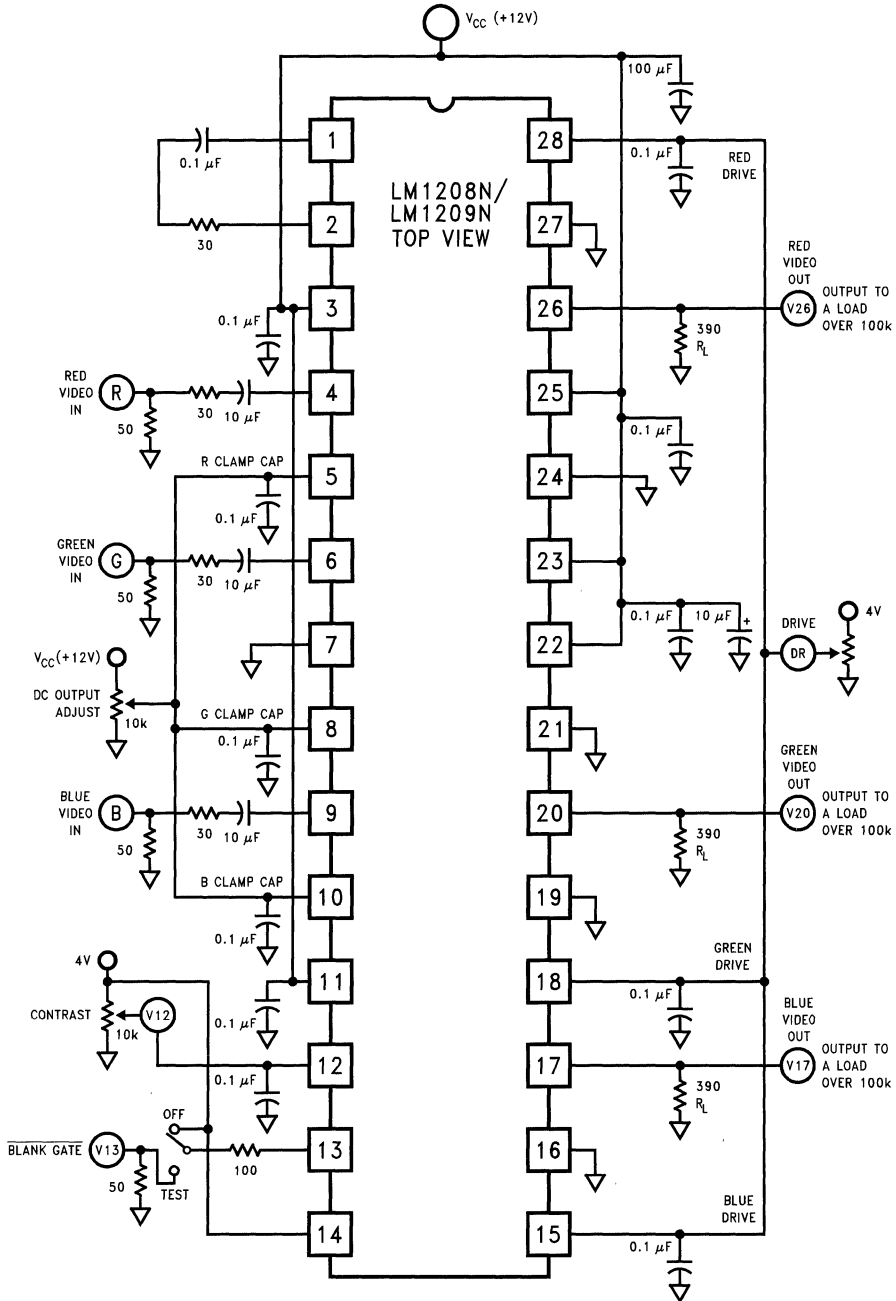 V_CC (+12V)
100 μF
1
28
0.1 μF
0.1 μF
RED
DRIVE
LM1208N/
LM1209N
TOP VIEW
2
27
30
RED
VIDEO
OUT
3
26
V26
OUTPUT TO
A LOAD
OVER 100k
0.1 μF
390
R_L
RED
VIDEO
IN
R
30
10 μF
4
25
50
0.1 μF
R CLAMP CAP
5
24
0.1 μF
GREEN
VIDEO
IN
G
30
10 μF
6
23
50
0.1 μF
10 μF
+
DRIVE
DR
4V
7
22
V_CC (+12V)
DC OUTPUT
ADJUST
10k
G CLAMP CAP
8
21
0.1 μF
GREEN
VIDEO
OUT
BLUE
VIDEO
IN
B
30
10 μF
9
20
V20
OUTPUT TO
A LOAD
OVER 100k
50
390
R_L
B CLAMP CAP
10
19
0.1 μF
4V
GREEN
DRIVE
11
18
0.1 μF
0.1 μF
CONTRAST
10k
V12
BLUE
VIDEO
OUT
12
17
V17
OUTPUT TO
A LOAD
OVER 100k
0.1 μF
390
R_L
OFF
BLANK GATE
V13
100
13
16
50
TEST
BLUE
DRIVE
14
15
0.1 μF